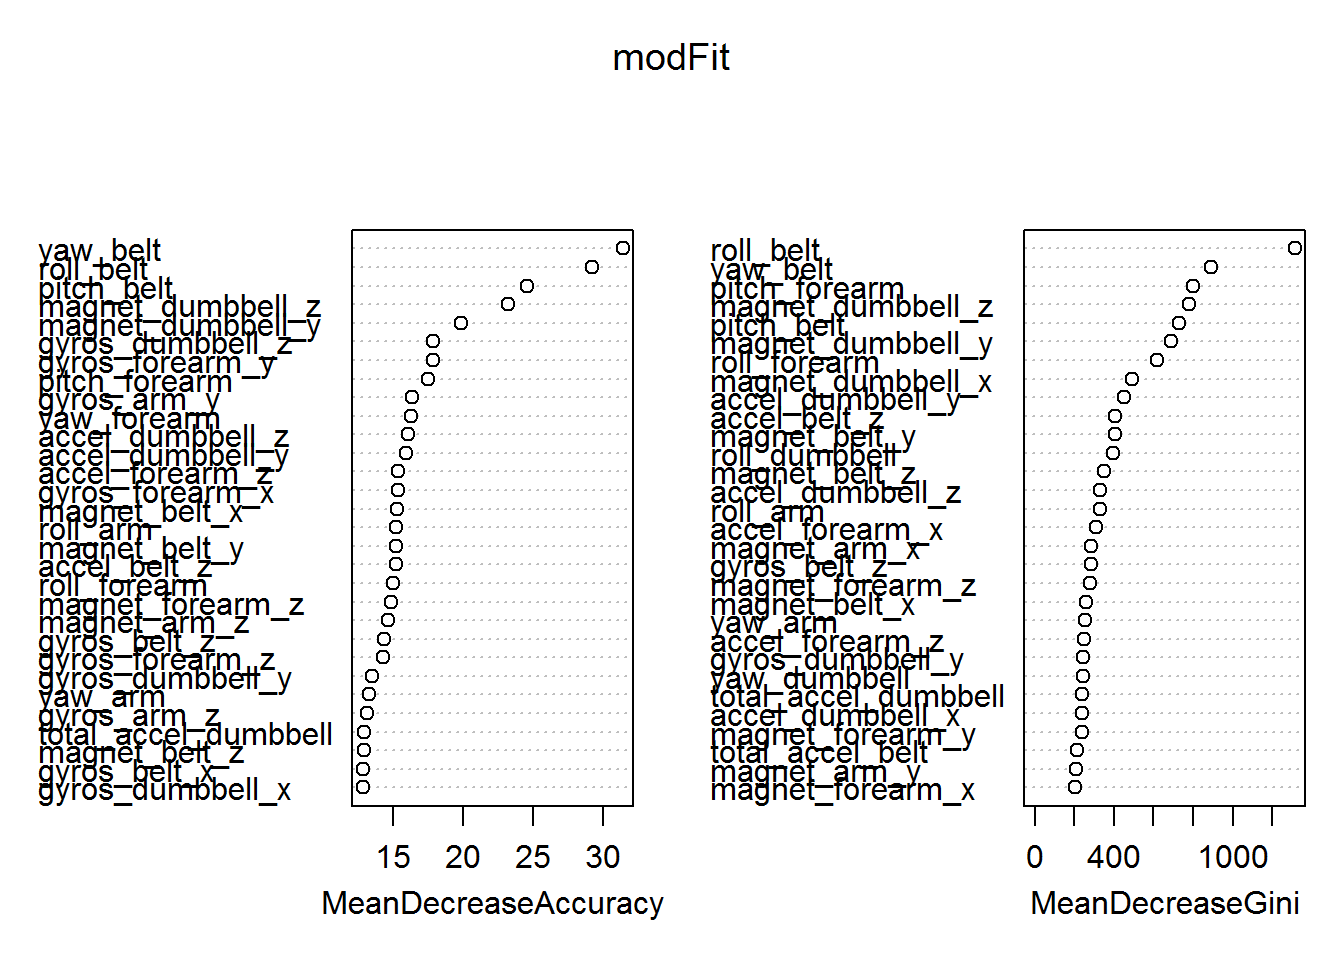 modFit
yaw_belt
roll_belt
pitch_belt
magnet_dumbbell_z
magnet_dumbbell_y
gyros_dumbbell_z
gyros_forearm_y
pitch_forearm
gyros_arm_y
yaw_forearm
accel_dumbbell_z
accel_dumbbell_y
accel_forearm_z
gyros_forearm_x
magnet_belt_x
roll_arm
magnet_belt_y
accel_belt_z
roll_forearm
magnet_forearm_z
magnet_arm_z
gyros_belt_z
gyros_forearm_z
gyros_dumbbell_y
yaw_arm
gyros_arm_z
total_accel_dumbbell
magnet_belt_z
gyros_belt_x
gyros_dumbbell_x
15 20 25 30
MeanDecreaseAccuracy
roll_belt
yaw_belt
pitch_forearm
magnet_dumbbell_z
pitch_belt
magnet_dumbbell_y
roll_forearm
magnet_dumbbell_x
accel_dumbbell_y
accel_belt_z
magnet_belt_y
roll_dumbbell
magnet_belt_z
accel_dumbbell_z
roll_arm
accel_forearm_x
magnet_arm_x
gyros_belt_z
magnet_forearm_z
magnet_belt_x
yaw_arm
accel_forearm_z
gyros_dumbbell_y
yaw_dumbbell
total_accel_dumbbell
accel_dumbbell_x
magnet_forearm_y
total_accel_belt
magnet_arm_y
magnet_forearm_x
0 400 1000
MeanDecreaseGini